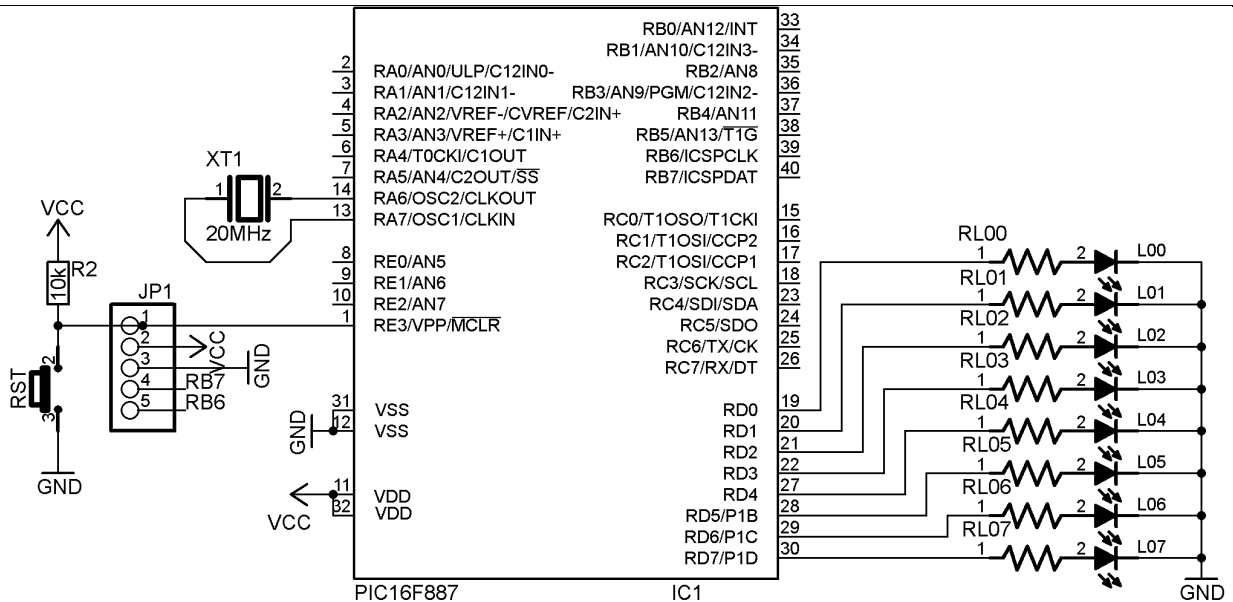 RB0/AN12/INT 33
RB1/AN10/C12IN3- 34
2 RA0/AN0/ULP/C12IN0- RB2/AN8 35
3 RA1/AN1/C12IN1- RB3/AN9/PGM/C12IN2- 36
4 RA2/AN2/VREF-/CVREF/C2IN+ RB4/AN11 37
5 RA3/AN3/VREF+/C1IN+ RB5/AN13/T1G 38
6 RA4/T0CKI/C1OUT RB6/ICSPCLK 39
7 RA5/AN4/C2OUT/SS RB7/ICSPDAT 40
XT1
1 2
20MHz
14 RA6/OSC2/CLKOUT
13 RA7/OSC1/CLKIN RC0/T1OSO/T1CKI 15
RC1/T1OSI/CCP2 16
8 RE0/AN5 RC2/T1OSI/CCP1 17
9 RE1/AN6 RC3/SCK/SCL 18
10 RE2/AN7 RC4/SDI/SDA 23
1 RE3/VPP/MCLR RC5/SDO 24
RC6/TX/CK 25
RC7/RX/DT 26
VCC
R2
10k
JP1
1
2 VCC
3 GND
4 RB7
5 RB6
RST
2
3
GND
31 VSS RD0 19
GND 12 VSS RD1 20
RD2 21
RD3 22
11 VDD RD4 27
VCC 32 VDD RD5/P1B 28
RD6/P1C 29
RD7/P1D 30
RL00
1 2 L00
RL01
1 2 L01
RL02
1 2 L02
RL03
1 2 L03
RL04
1 2 L04
RL05
1 2 L05
RL06
1 2 L06
RL07
1 2 L07
GND
PIC16F887 IC1